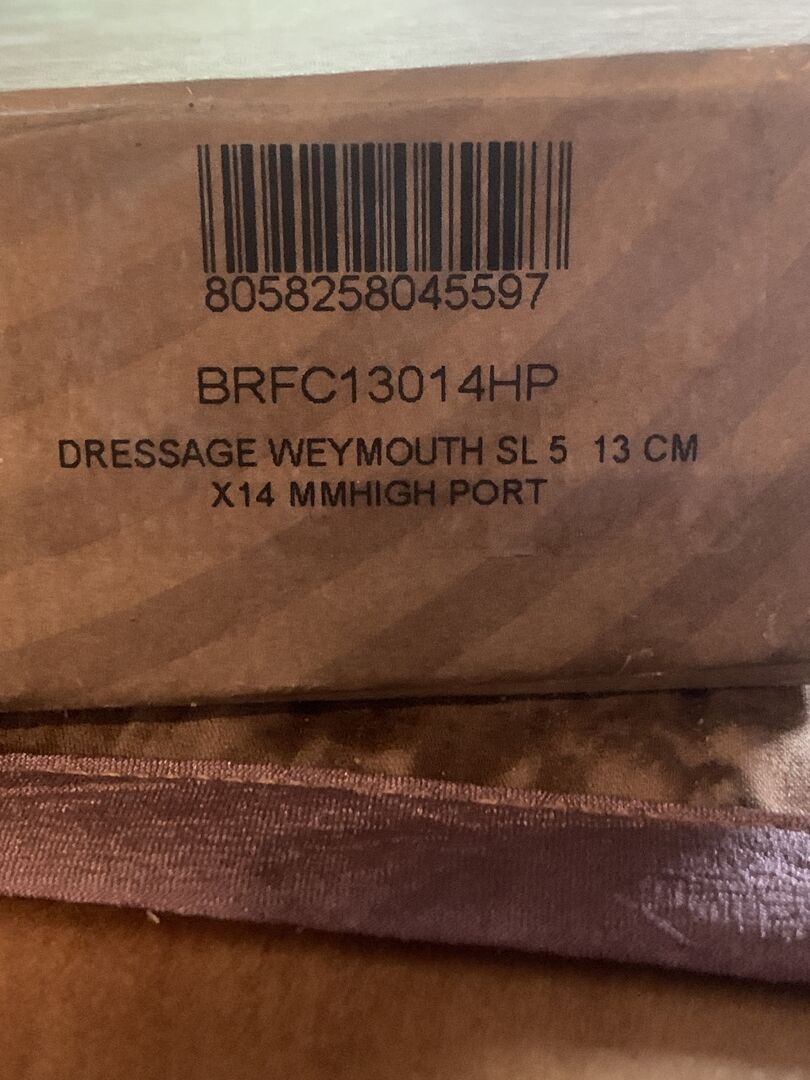 8058258045597
BRFC13014HP
DRESSAGE WEYMOUTH SL 5 13 CM
X14 MMHIGH PORT